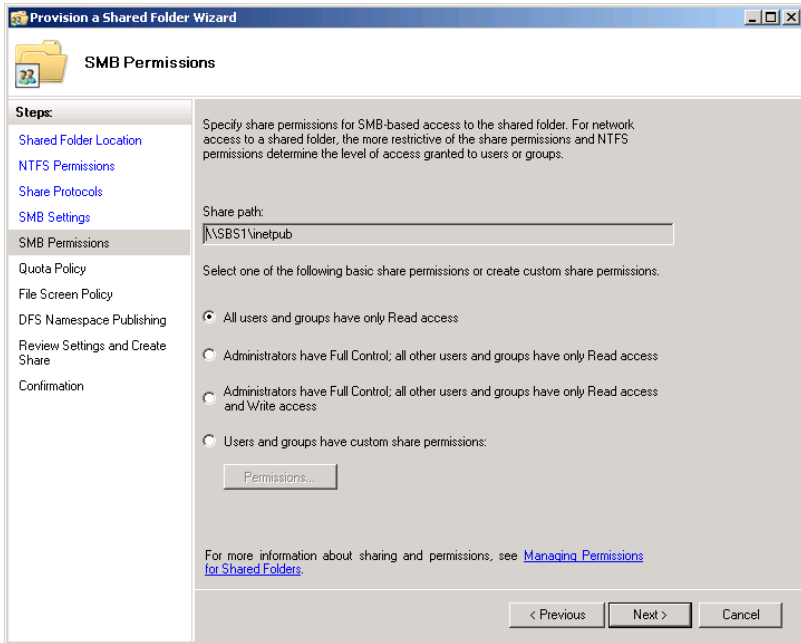 Provision a Shared Folder Wizard
SMB Permissions
Steps:
Shared Folder Location
NTFS Permissions
Share Protocols
SMB Settings
SMB Permissions
Quota Policy
File Screen Policy
DFS Namespace Publishing
Review Settings and Create
Share
Confirmation
Specify share permissions for SMB-based access to the shared folder. For network
access to a shared folder, the more restrictive of the share permissions and NTFS
permissions determine the level of access granted to users or groups.
Share path:
\\SBS1\inetpub
Select one of the following basic share permissions or create custom share permissions.
All users and groups have only Read access
Administrators have Full Control; all other users and groups have only Read access
Administrators have Full Control; all other users and groups have only Read access
and Write access
Users and groups have custom share permissions:
Permissions...
For more information about sharing and permissions, see Managing Permissions
for Shared Folders.
< Previous
Next >
Cancel